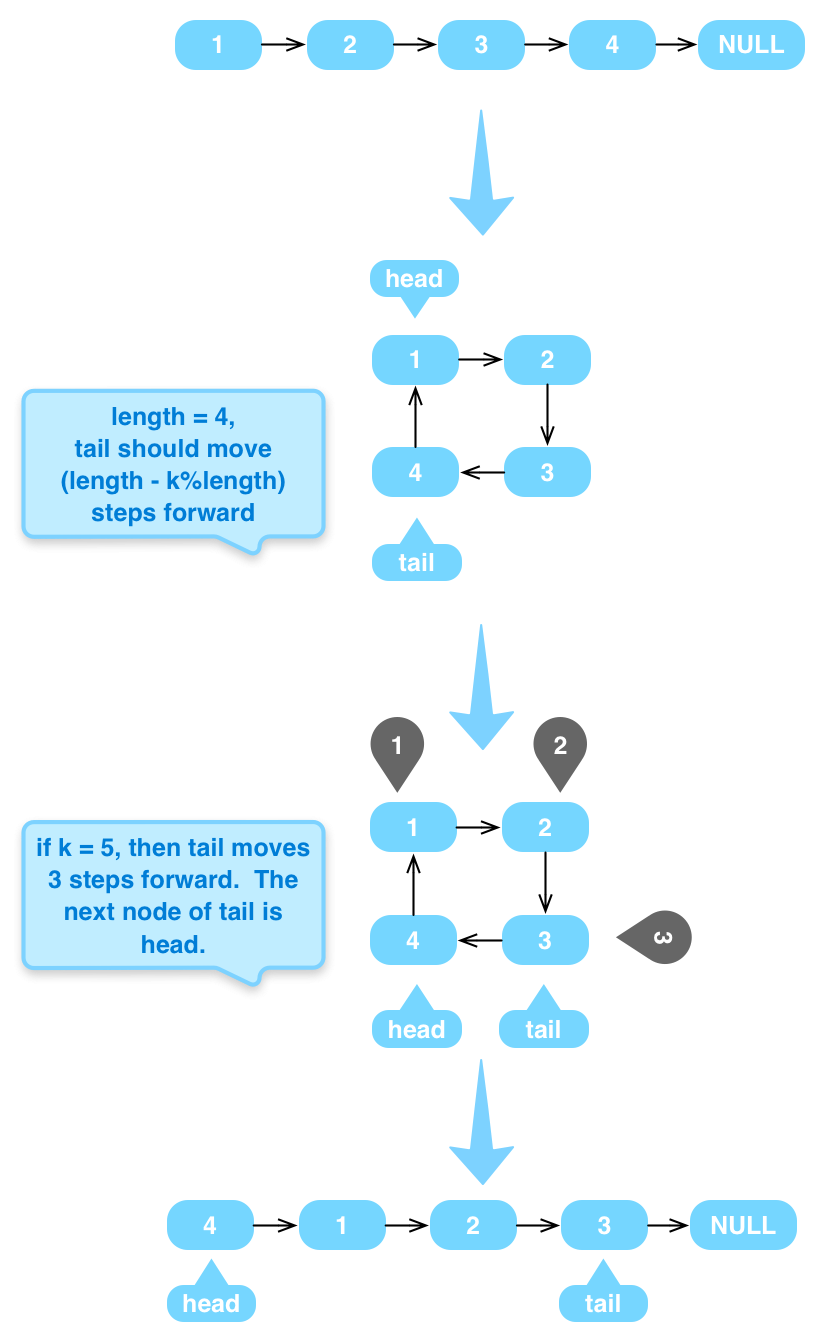 1 2 3 4 NULL
head
1 2
length = 4,
tail should move
(length - k%length)
steps forward
4 3
tail
1 2
1 2
if k = 5, then tail moves
3 steps forward.  The
next node of tail is
head.
4 3 3
head tail
4 1 2 3 NULL
head tail